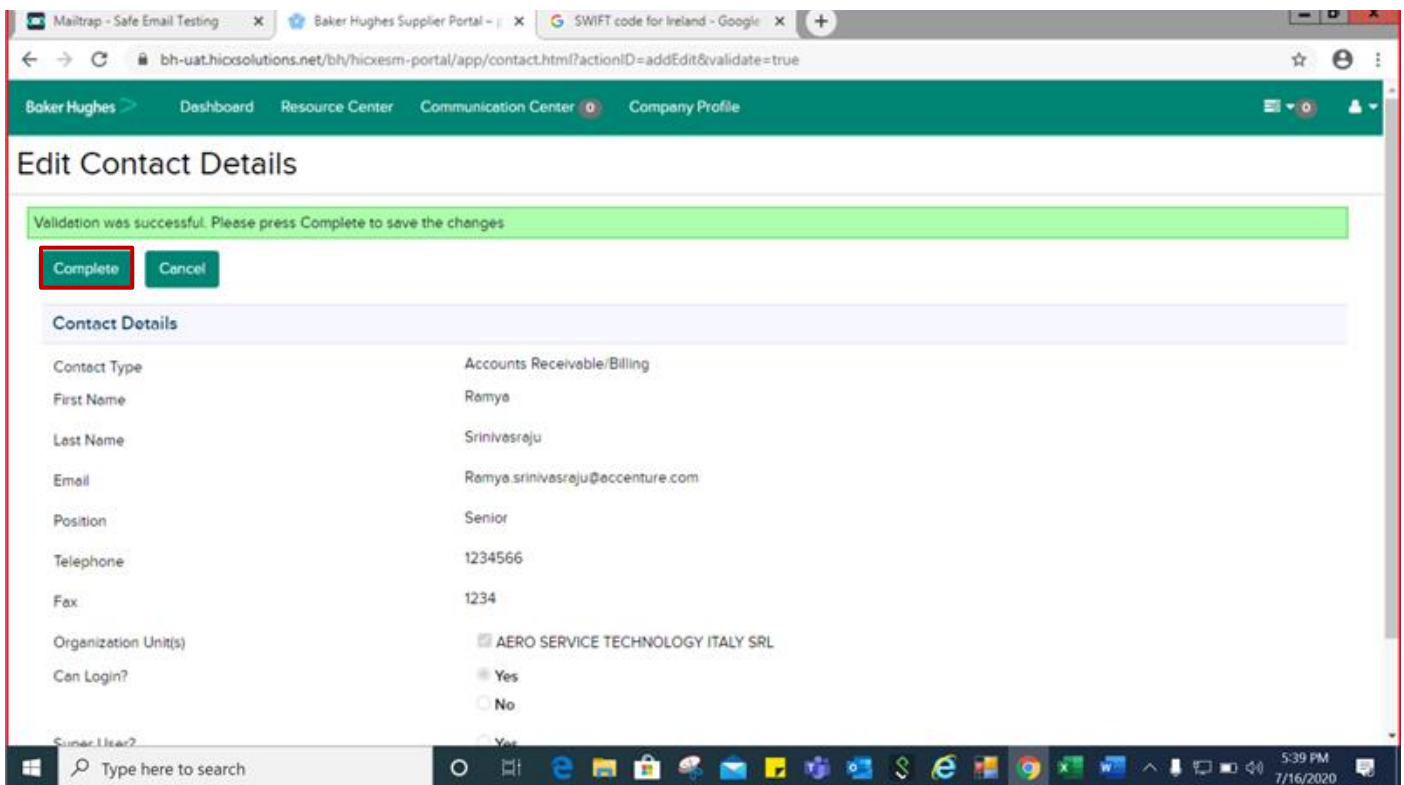 Mailtrap - Safe Email Testing
Baker Hughes Supplier Portal – p
SWIFT code for Ireland - Google
bh-uat.hicxsolutions.net/bh/hicxesm-portal/app/contact.html?actionID=addEdit&validate=true
Baker Hughes Dashboard Resource Center Communication Center 0 Company Profile 0
Edit Contact Details
Validation was successful. Please press Complete to save the changes
Complete Cancel
Contact Details
Contact Type Accounts Receivable/Billing
First Name Ramya
Last Name Srinivasraju
Email Ramya.srinivasraju@accenture.com
Position Senior
Telephone 1234566
Fax 1234
Organization Unit(s) AERO SERVICE TECHNOLOGY ITALY SRL
Can Login? Yes
No
Super User? Yes
Type here to search
5:39 PM
7/16/2020